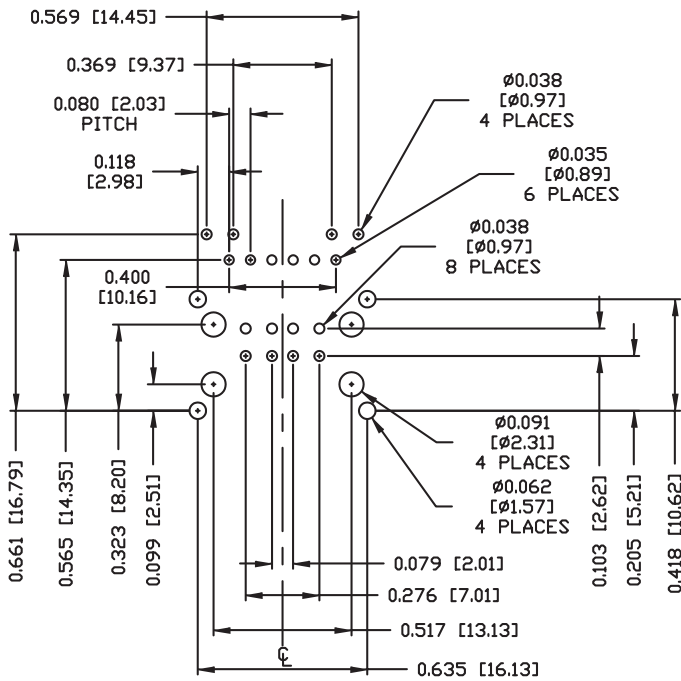 0.569 [14.45]
0.369 [9.37]
0.080 [2.03]
PITCH
0.118
[2.98]
Ø0.038
[Ø0.97]
4 PLACES
Ø0.035
[Ø0.89]
6 PLACES
Ø0.038
[Ø0.97]
8 PLACES
0.400
[10.16]
Ø0.091
[Ø2.31]
4 PLACES
Ø0.062
[Ø1.57]
4 PLACES
0.661 [16.79]
0.565 [14.35]
0.323 [8.20]
0.099 [2.51]
0.103 [2.62]
0.205 [5.21]
0.418 [10.62]
0.079 [2.01]
0.276 [7.01]
0.517 [13.13]
℄
0.635 [16.13]